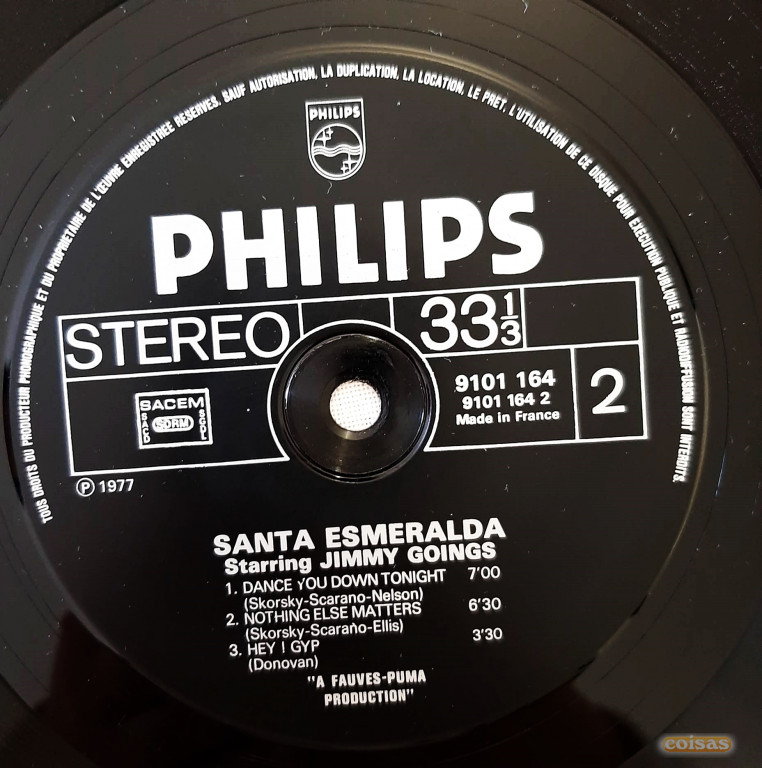 TOUS DROITS DU PRODUCTEUR PHONOGRAPHIQUE ET DU PROPRIETAIRE DE L'ŒUVRE ENREGISTREE RESERVES. SAUF AUTORISATION, LA DUPLICATION, LA LOCATION, LE PRET, L'UTILISATION DE CE DISQUE POUR EXECUTION PUBLIQUE ET RADIODIFFUSION SONT INTERDITS.
PHILIPS
PHILIPS
STEREO
33 1/3
SACEM
SACD
SDRM
SGDL
9101 164
9101 164 2
Made in France
2
℗ 1977
SANTA ESMERALDA
Starring JIMMY GOINGS
1. DANCE YOU DOWN TONIGHT 7'00
(Skorsky-Scarano-Nelson)
2. NOTHING ELSE MATTERS 6'30
(Skorsky-Scarano-Ellis)
3. HEY ! GYP 3'30
(Donovan)
"A FAUVES-PUMA
PRODUCTION"
coisas